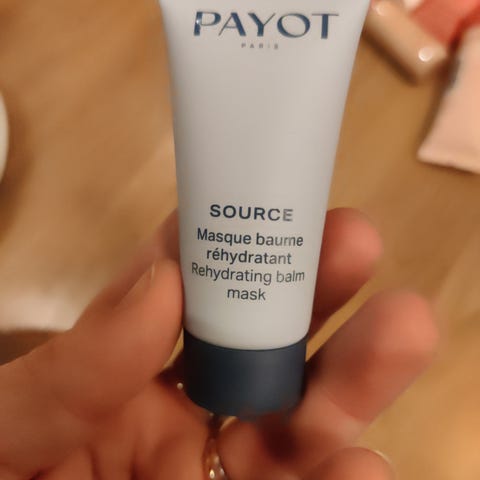 PAYOT
PARIS
SOURCE
Masque baume
réhydratant
Rehydrating balm
mask